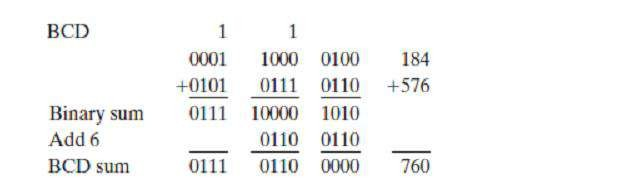 BCD 1 1
0001 1000 0100 184
+0101 0111 0110 +576
Binary sum 0111 10000 1010
Add 6 0110 0110
BCD sum 0111 0110 0000 760